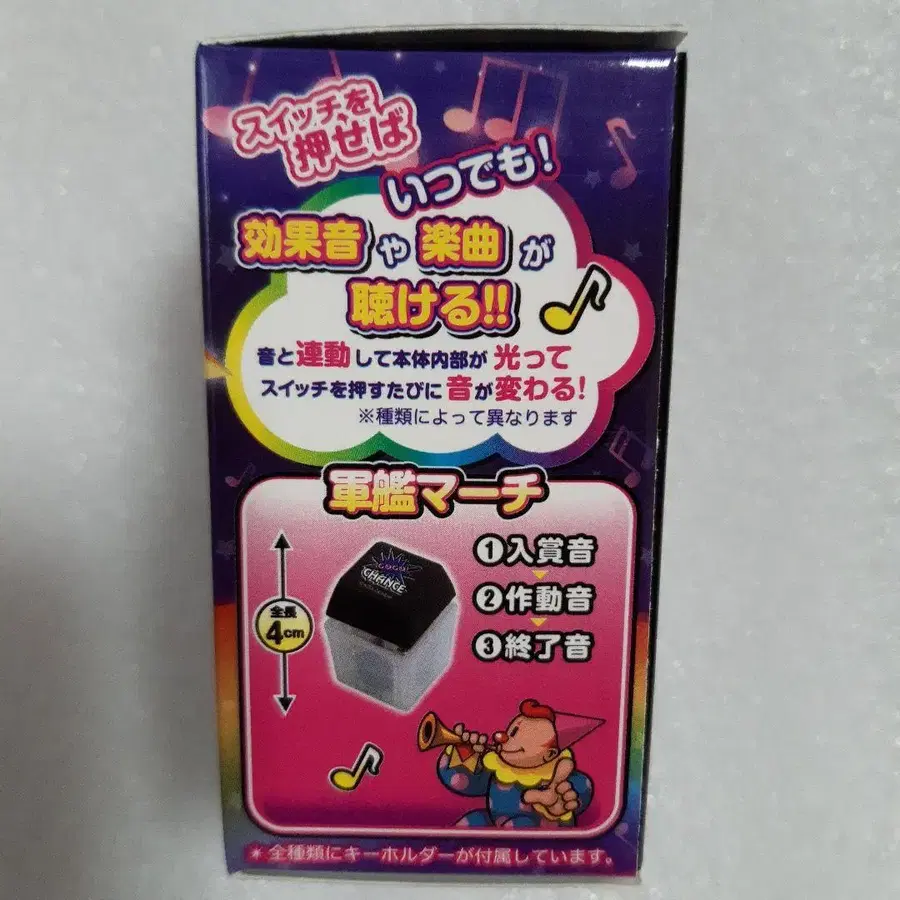 スイッチを
押せば
いつでも!
効果音や楽曲が
聴ける!!
音と連動して本体内部が光って
スイッチを押すたびに音が変わる!
※種類によって異なります
軍艦マーチ
全長
4cm
GOGO!
CHANCE
❶入賞音
❷作動音
❸終了音
＊全種類にキーホルダーが付属しています。